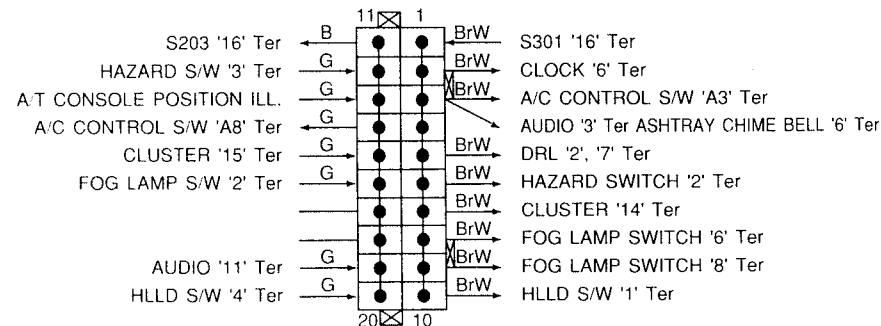 11 1
S203 '16' Ter B BrW S301 '16' Ter
HAZARD S/W '3' Ter G BrW CLOCK '6' Ter
A/T CONSOLE POSITION ILL. G BrW A/C CONTROL S/W 'A3' Ter
A/C CONTROL S/W 'A8' Ter G AUDIO '3' Ter ASHTRAY CHIME BELL '6' Ter
CLUSTER '15' Ter G BrW DRL '2', '7' Ter
FOG LAMP S/W '2' Ter G BrW HAZARD SWITCH '2' Ter
BrW CLUSTER '14' Ter
BrW FOG LAMP SWITCH '6' Ter
AUDIO '11' Ter G BrW FOG LAMP SWITCH '8' Ter
HLLD S/W '4' Ter G BrW HLLD S/W '1' Ter
20 10